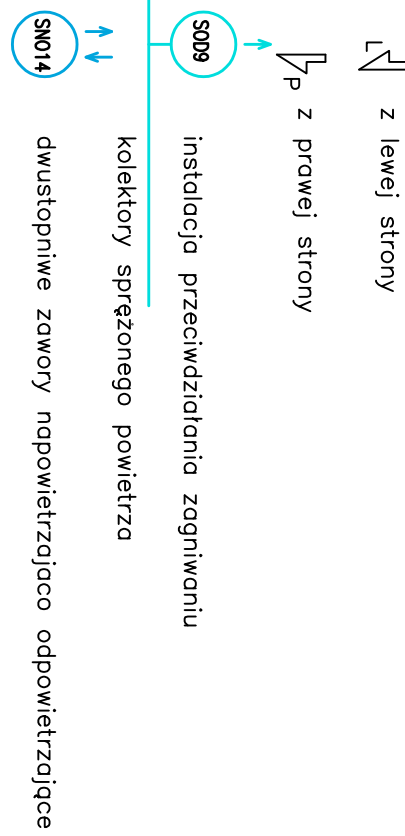 L z lewej strony
P z prawej strony
SOD9 instalacja przeciwdziałania zagniwaniu
kolektory sprężonego powietrza
SN014 dwustopniwe zawory napowietrzajaco odpowietrzające